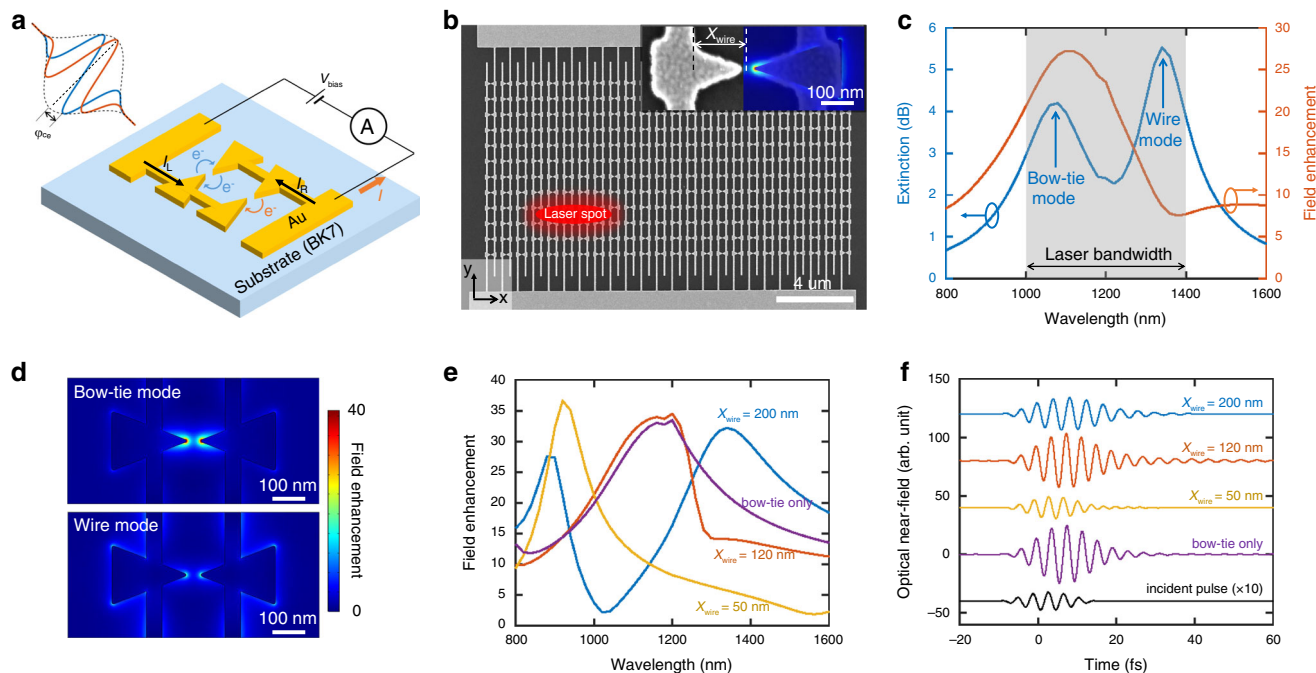 a
φce
Vbias
A
IL
e-
e-
IR
e-
I
Au
Substrate (BK7)
b
Xwire
100 nm
Laser spot
y
x
4 um
c
6
5
4
3
2
1
0
Extinction (dB)
30
25
20
15
10
5
0
Field enhancement
Wire
mode
Bow-tie
mode
Laser bandwidth
800
1000
1200
1400
1600
Wavelength (nm)
d
Bow-tie mode
100 nm
Wire mode
100 nm
40
0
Field enhancement
e
40
35
30
25
20
15
10
5
0
Field enhancement
Xwire = 200 nm
bow-tie only
Xwire = 120 nm
Xwire = 50 nm
800
1000
1200
1400
1600
Wavelength (nm)
f
150
100
50
0
−50
Optical near-field (arb. unit)
Xwire = 200 nm
Xwire = 120 nm
Xwire = 50 nm
bow-tie only
incident pulse (×10)
−20
0
20
40
60
Time (fs)